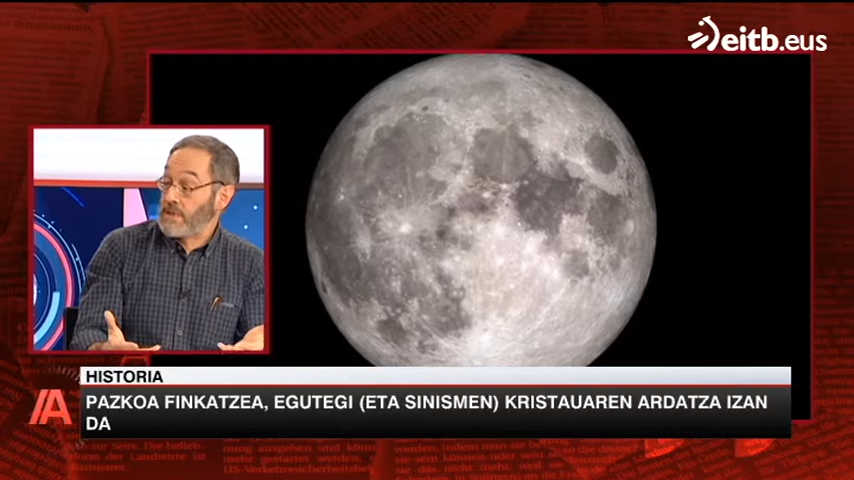 eitb.eus
HISTORIA
PAZKOA FINKATZEA, EGUTEGI (ETA SINISMEN) KRISTAUAREN ARDATZA IZAN
DA